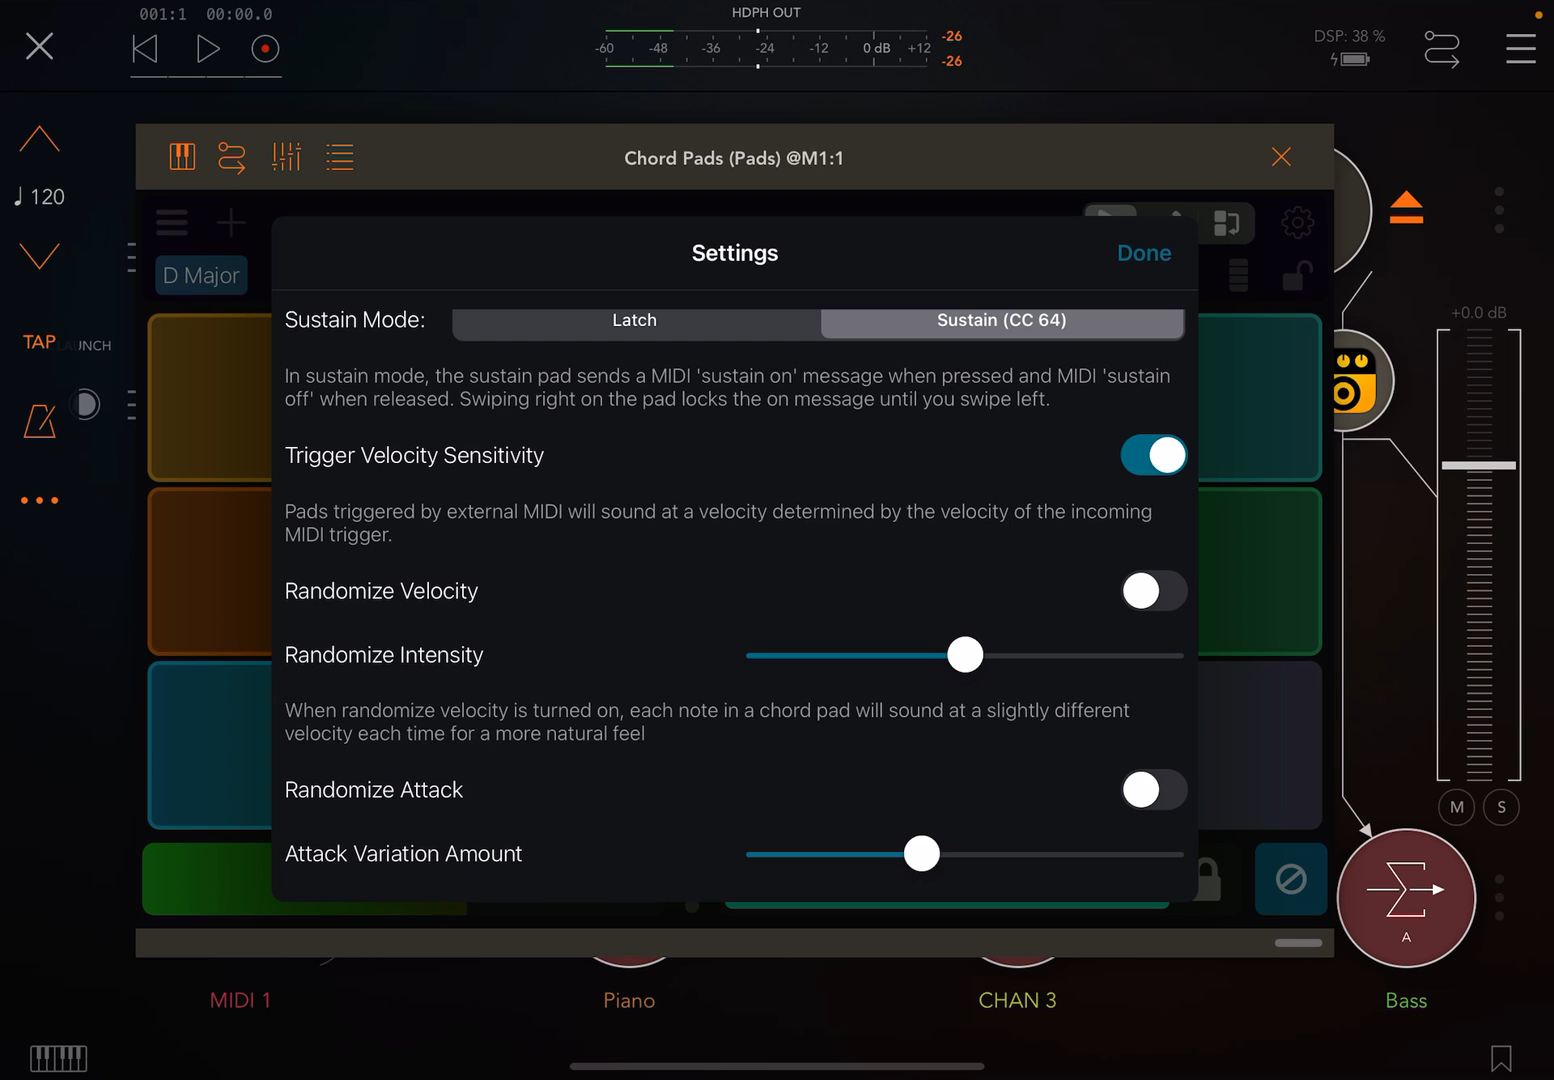 001:1 00:00.0
HDPH OUT
-60 -48 -36 -24 -12 0 dB +12
-26
-26
DSP: 38 %
Chord Pads (Pads) @M1:1
♩ 120
D Major
Settings
Done
Sustain Mode:
Latch
Sustain (CC 64)
In sustain mode, the sustain pad sends a MIDI 'sustain on' message when pressed and MIDI 'sustain
off' when released. Swiping right on the pad locks the on message until you swipe left.
+0.0 dB
TAP
Trigger Velocity Sensitivity
Pads triggered by external MIDI will sound at a velocity determined by the velocity of the incoming
MIDI trigger.
Randomize Velocity
Randomize Intensity
When randomize velocity is turned on, each note in a chord pad will sound at a slightly different
velocity each time for a more natural feel
Randomize Attack
Attack Variation Amount
M S
A
MIDI 1
Piano
CHAN 3
Bass